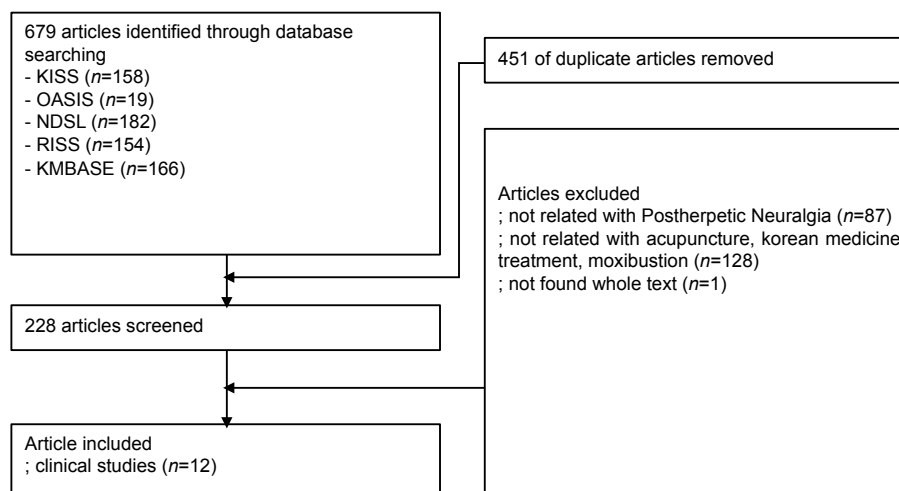 679 articles identified through database
searching
- KISS (n=158)
- OASIS (n=19)
- NDSL (n=182)
- RISS (n=154)
- KMBASE (n=166)
451 of duplicate articles removed
Articles excluded
; not related with Postherpetic Neuralgia (n=87)
; not related with acupuncture, korean medicine
treatment, moxibustion (n=128)
; not found whole text (n=1)
228 articles screened
Article included
; clinical studies (n=12)